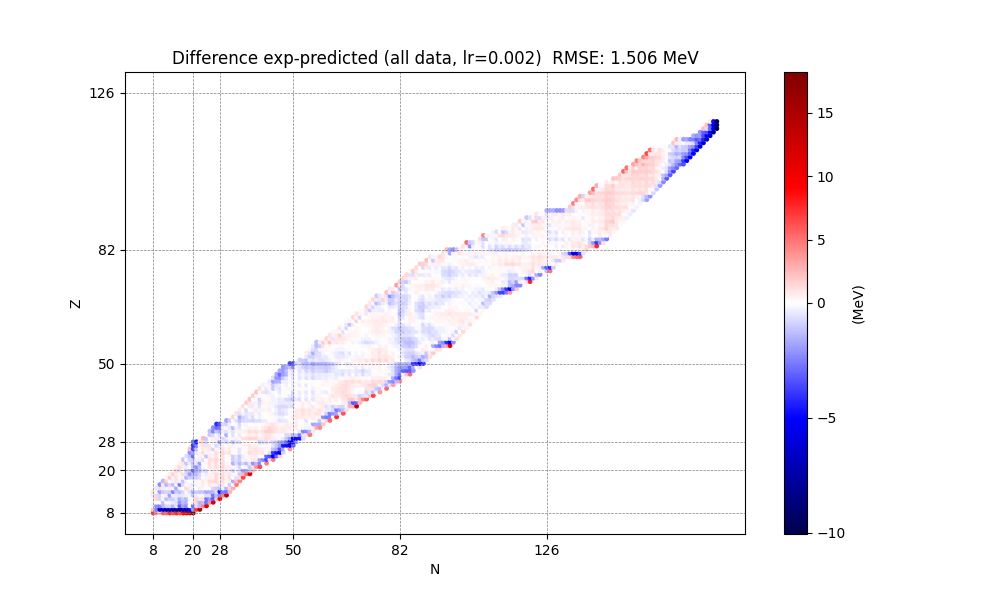 Difference exp-predicted (all data, lr=0.002)  RMSE: 1.506 MeV
126
82
50
28
20
8
Z
8 20 28 50 82 126
N
15
10
5
0
−5
−10
(MeV)